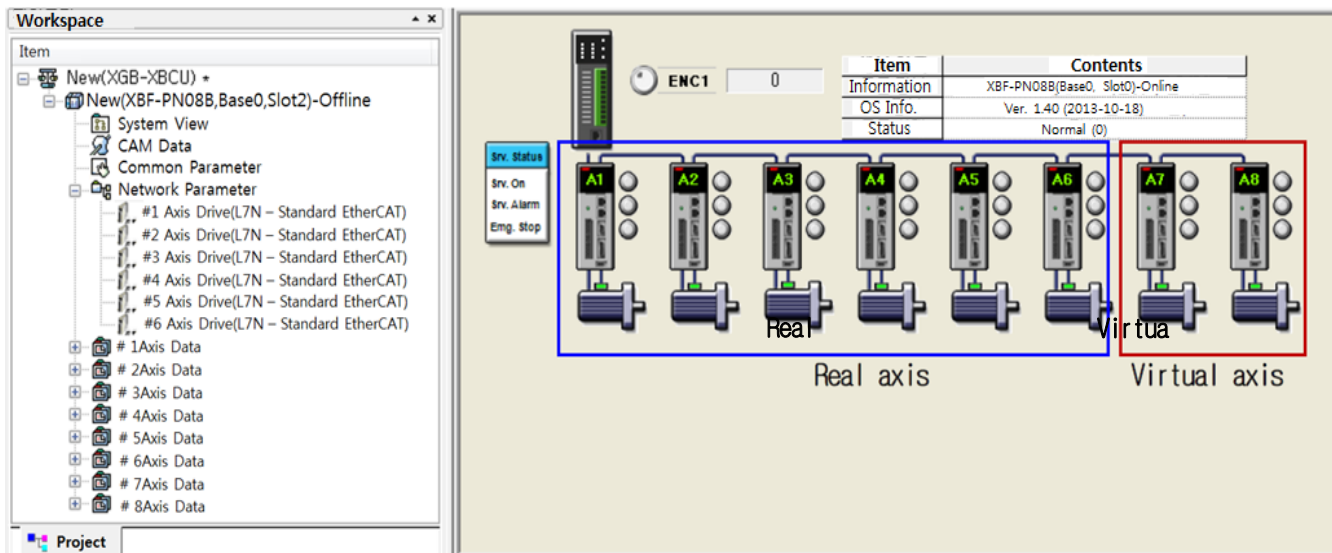 Workspace
Item
New(XGB-XBCU) *
New(XBF-PN08B,Base0,Slot2)-Offline
System View
CAM Data
Common Parameter
Network Parameter
#1 Axis Drive(L7N – Standard EtherCAT)
#2 Axis Drive(L7N – Standard EtherCAT)
#3 Axis Drive(L7N – Standard EtherCAT)
#4 Axis Drive(L7N – Standard EtherCAT)
#5 Axis Drive(L7N – Standard EtherCAT)
#6 Axis Drive(L7N – Standard EtherCAT)
# 1Axis Data
# 2Axis Data
# 3Axis Data
# 4Axis Data
# 5Axis Data
# 6Axis Data
# 7Axis Data
# 8Axis Data
Project
ENC1 0
Item Contents
Information XBF-PN08B(Base0, Slot0)-Online
OS Info. Ver. 1.40 (2013-10-18)
Status Normal (0)
Srv. Status
Srv. On
Srv. Alarm
Emg. Stop
A1 A2 A3 A4 A5 A6 A7 A8
Real Virtua
Real axis Virtual axis